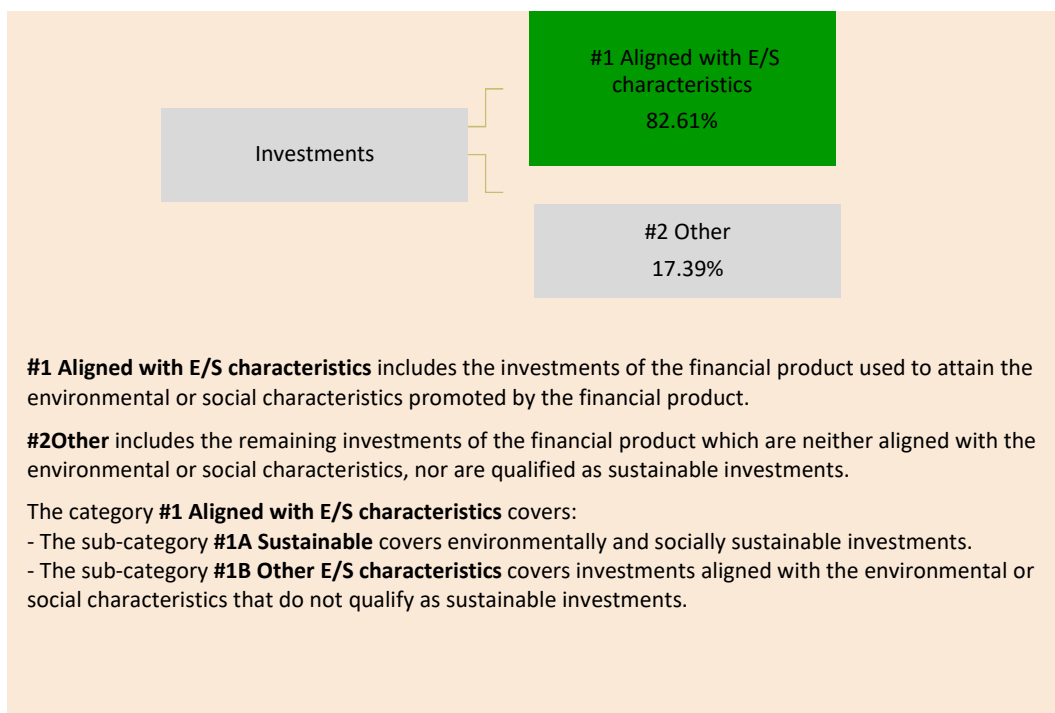 #1 Aligned with E/S
characteristics
82.61%
Investments
#2 Other
17.39%
#1 Aligned with E/S characteristics includes the investments of the financial product used to attain the
environmental or social characteristics promoted by the financial product.
#2Other includes the remaining investments of the financial product which are neither aligned with the
environmental or social characteristics, nor are qualified as sustainable investments.
The category #1 Aligned with E/S characteristics covers:
- The sub-category #1A Sustainable covers environmentally and socially sustainable investments.
- The sub-category #1B Other E/S characteristics covers investments aligned with the environmental or
social characteristics that do not qualify as sustainable investments.